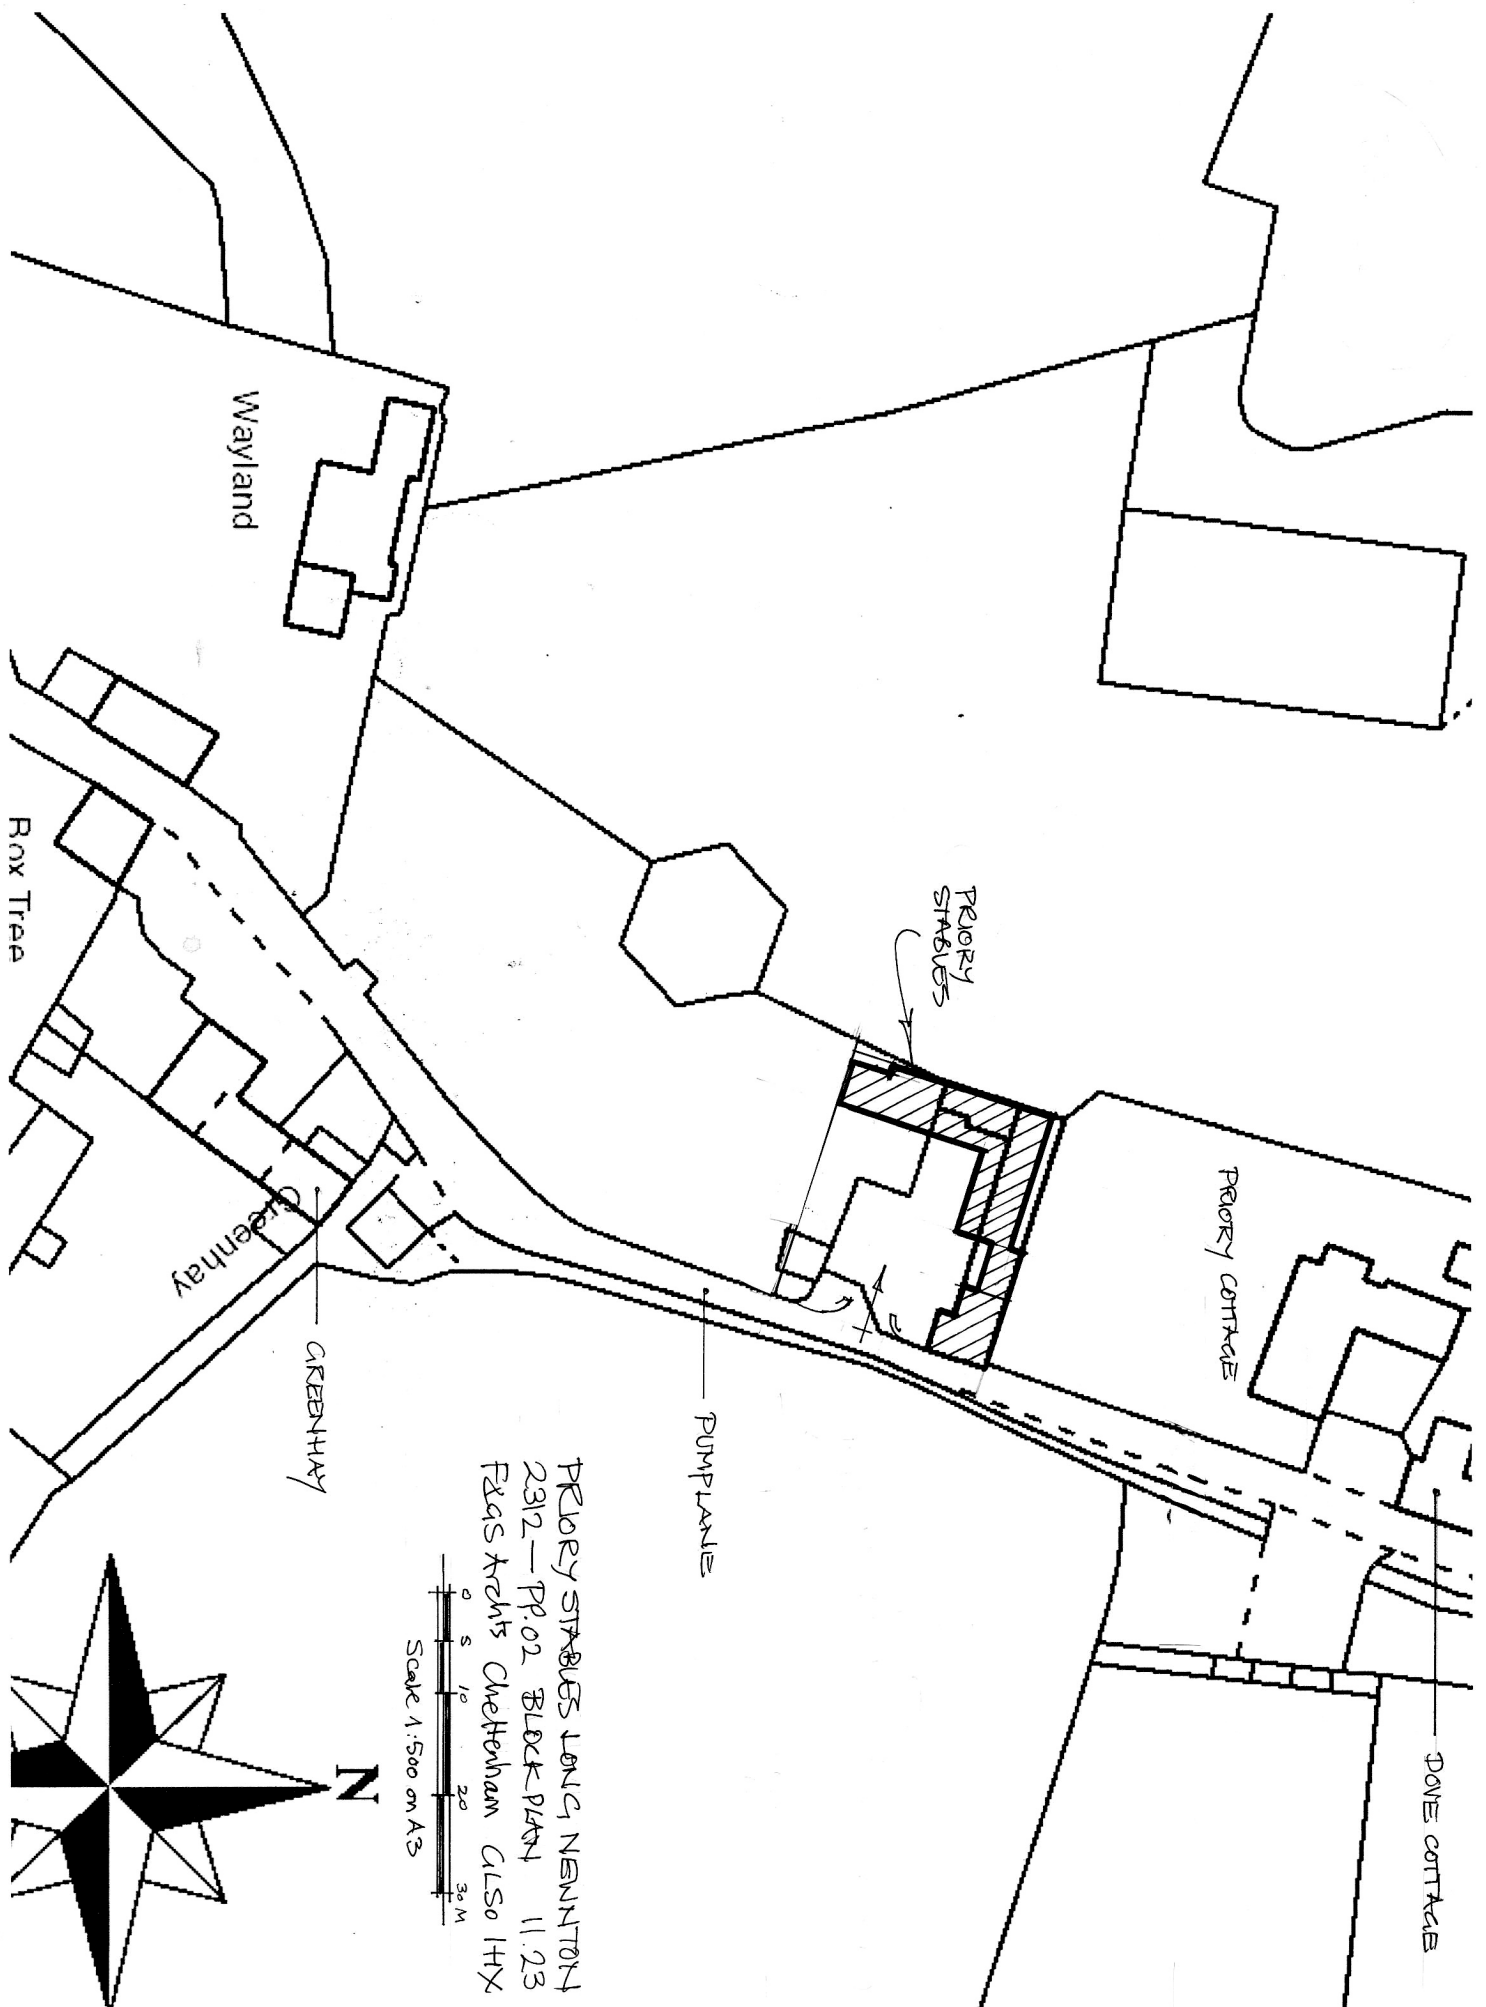 PRIORY
STABLES
PRIORY COTTAGE
DOVE COTTAGE
Wayland
Box Tree
Greenhay
GREENHAY
PUMP LANE
PRIORY STABLES LONG NEWNTON
2312-PP.02 BLOCK PLAN 11.23
Archts Cheltenham GL50 1HX
0 5 10 20 30M
Scale 1:500 on A3
N